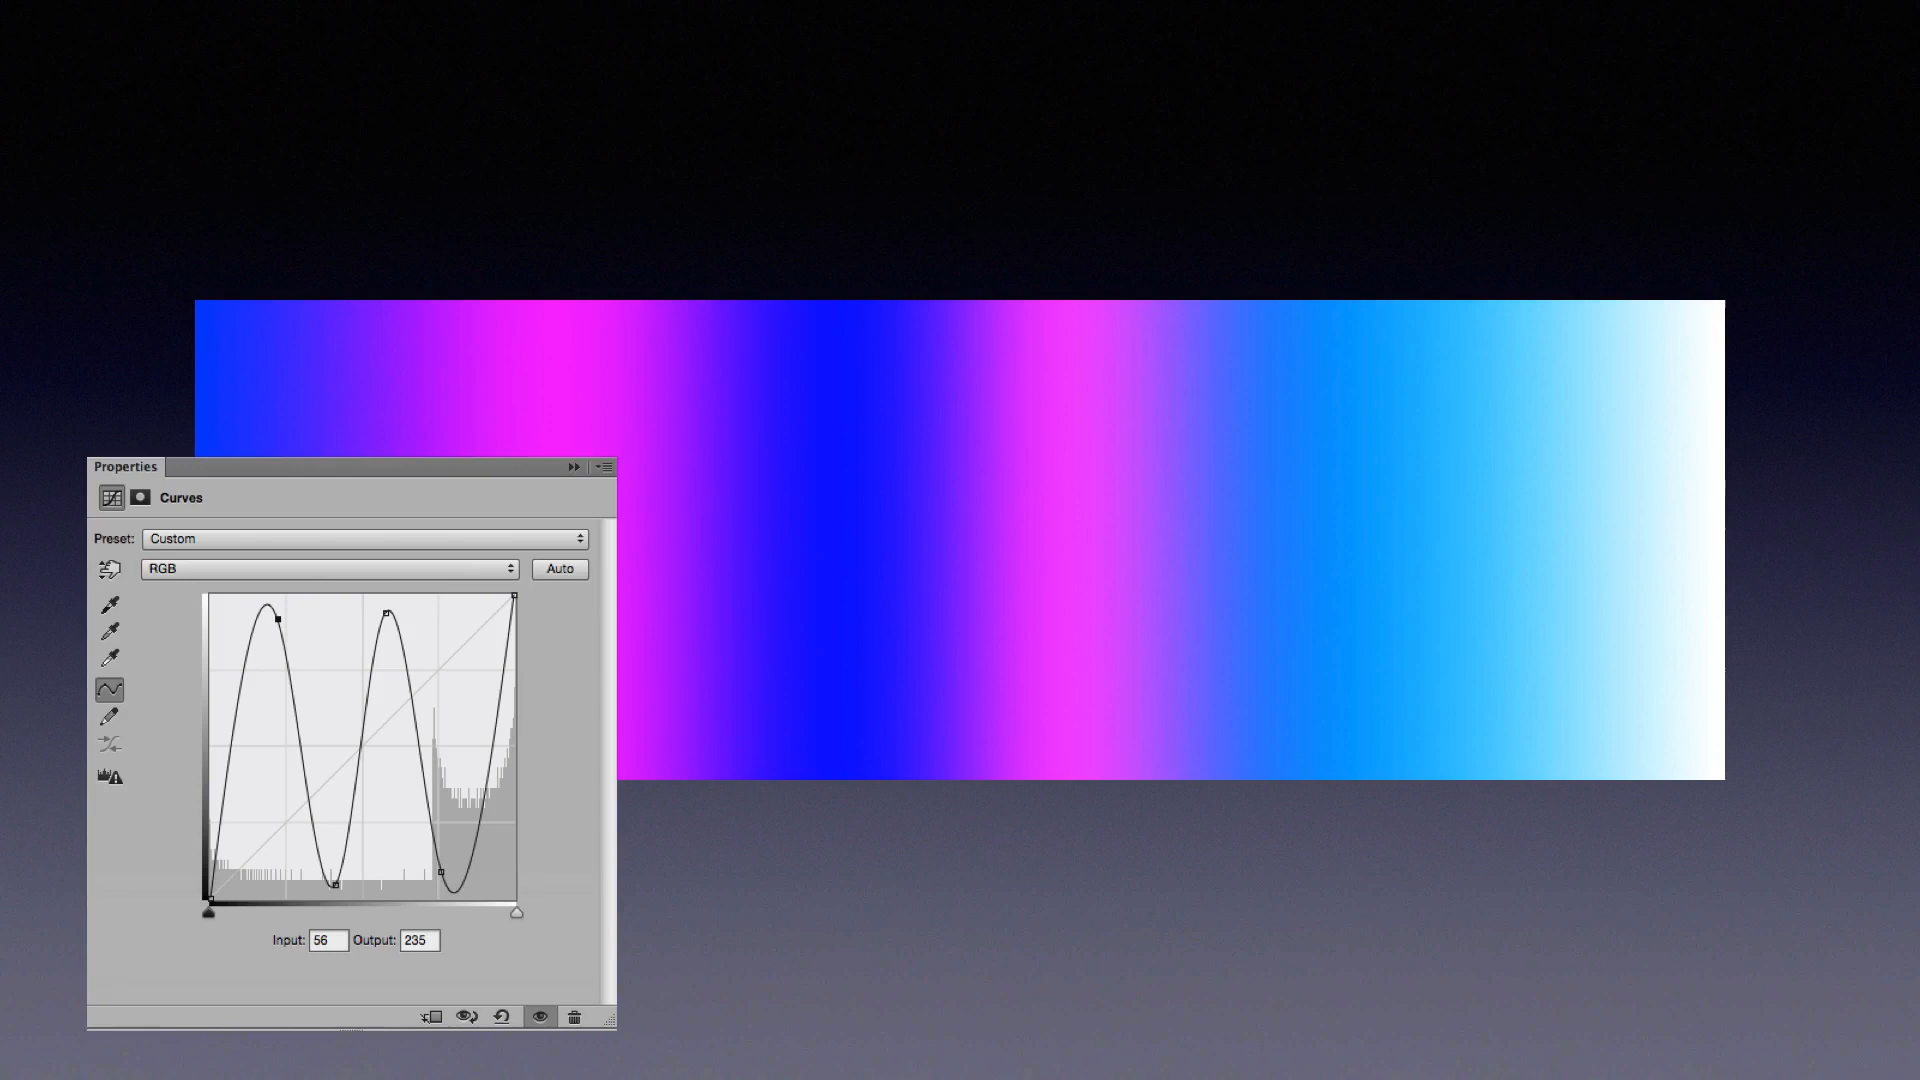 Properties
Curves
Preset: Custom
RGB Auto
Input: 56 Output: 235